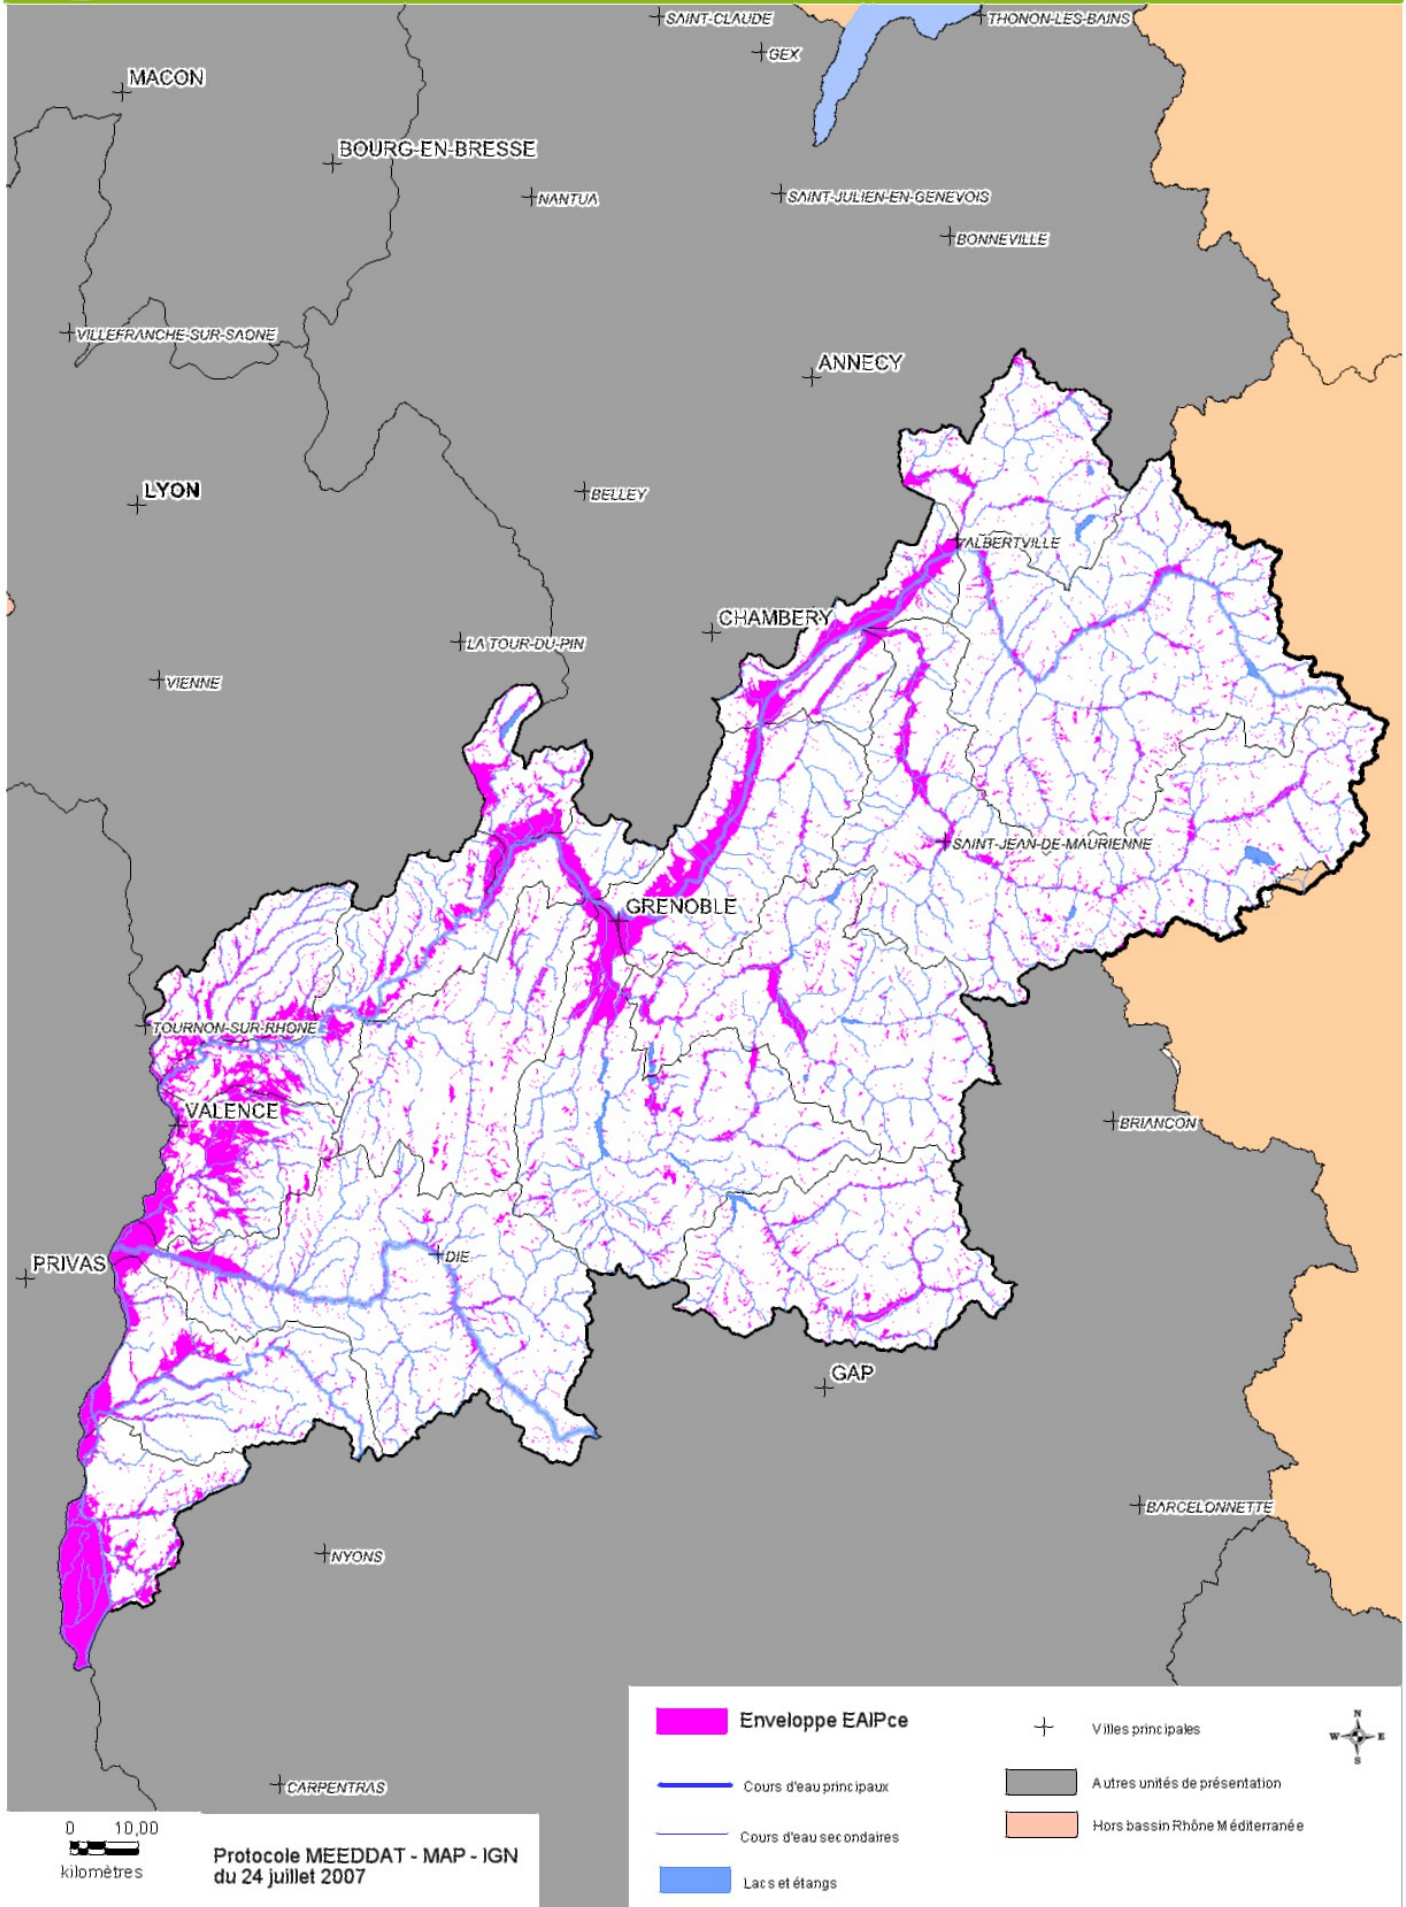 SAINT-CLAUDE
THONON-LES-BAINS
GEX
MACON
BOURG-EN-BRESSE
NANTUA
SAINT-JULIEN-EN-GENEVOIS
BONNEVILLE
VILLEFRANCHE-SUR-SAONE
ANNECY
LYON
BELLEY
ALBERTVILLE
CHAMBERY
LA TOUR-DU-PIN
VIENNE
SAINT-JEAN-DE-MAURIENNE
GRENOBLE
TOURNON-SUR-RHONE
VALENCE
BRIANCON
DIE
PRIVAS
GAP
BARCELONNETTE
NYONS
CARPENTRAS
Enveloppe EAIPce
Villes principales
N
W E
S
Cours d'eau principaux
Autres unités de présentation
Cours d'eau secondaires
Hors bassin Rhône Méditerranée
Lacs et étangs
0 10,00
kilomètres
Protocole MEEDDAT - MAP - IGN
du 24 juillet 2007